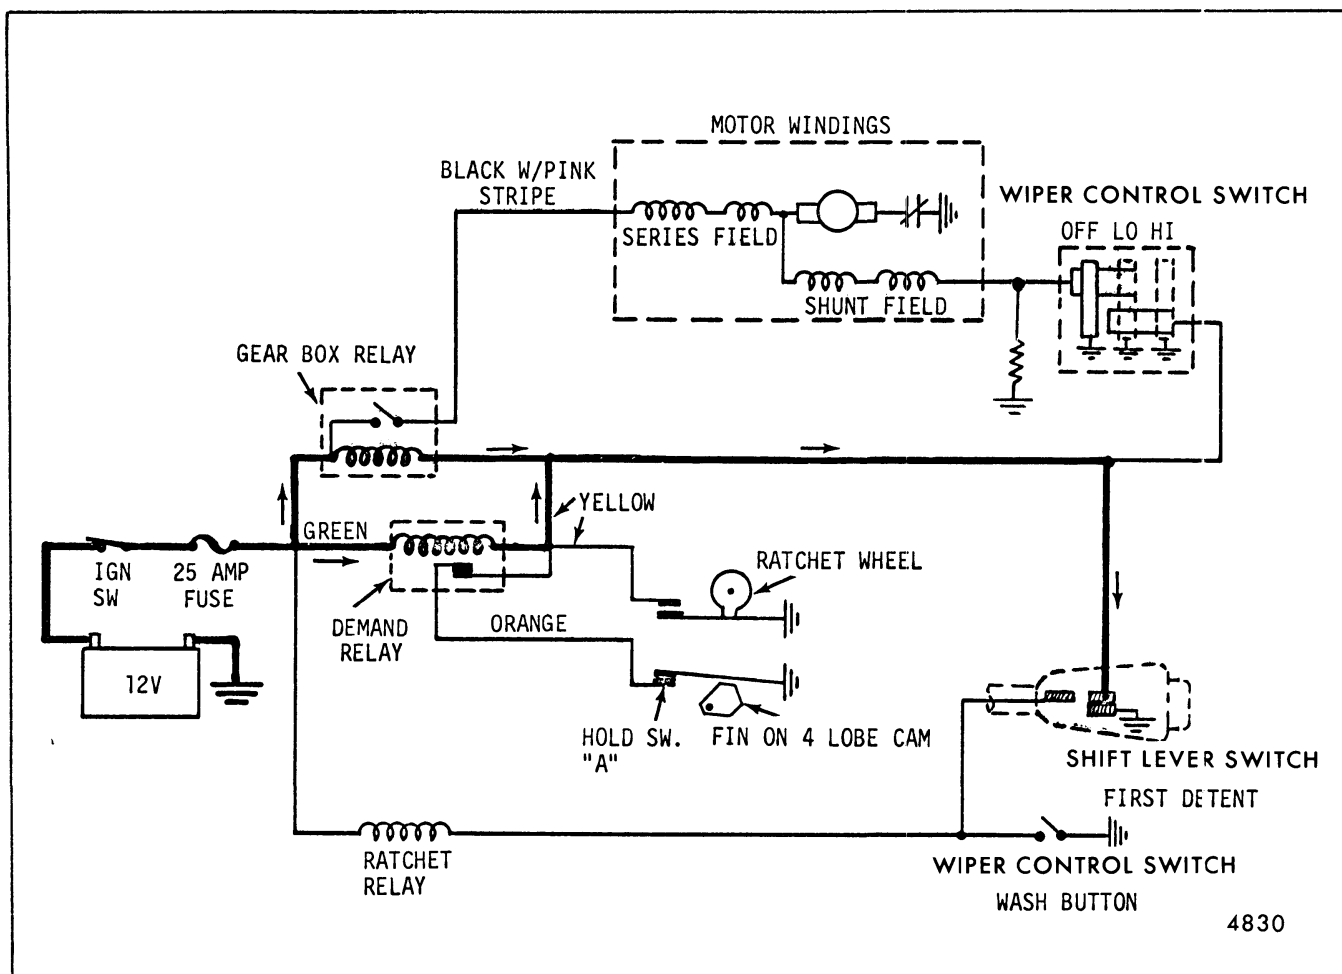 MOTOR WINDINGS
BLACK W/PINK
STRIPE
WIPER CONTROL SWITCH
OFF LO HI
SERIES FIELD
SHUNT FIELD
GEAR BOX RELAY
YELLOW
GREEN
IGN
SW
25 AMP
FUSE
RATCHET WHEEL
DEMAND
RELAY
ORANGE
12V
HOLD SW.
"A"
FIN ON 4 LOBE CAM
SHIFT LEVER SWITCH
FIRST DETENT
RATCHET
RELAY
WIPER CONTROL SWITCH
WASH BUTTON
4830